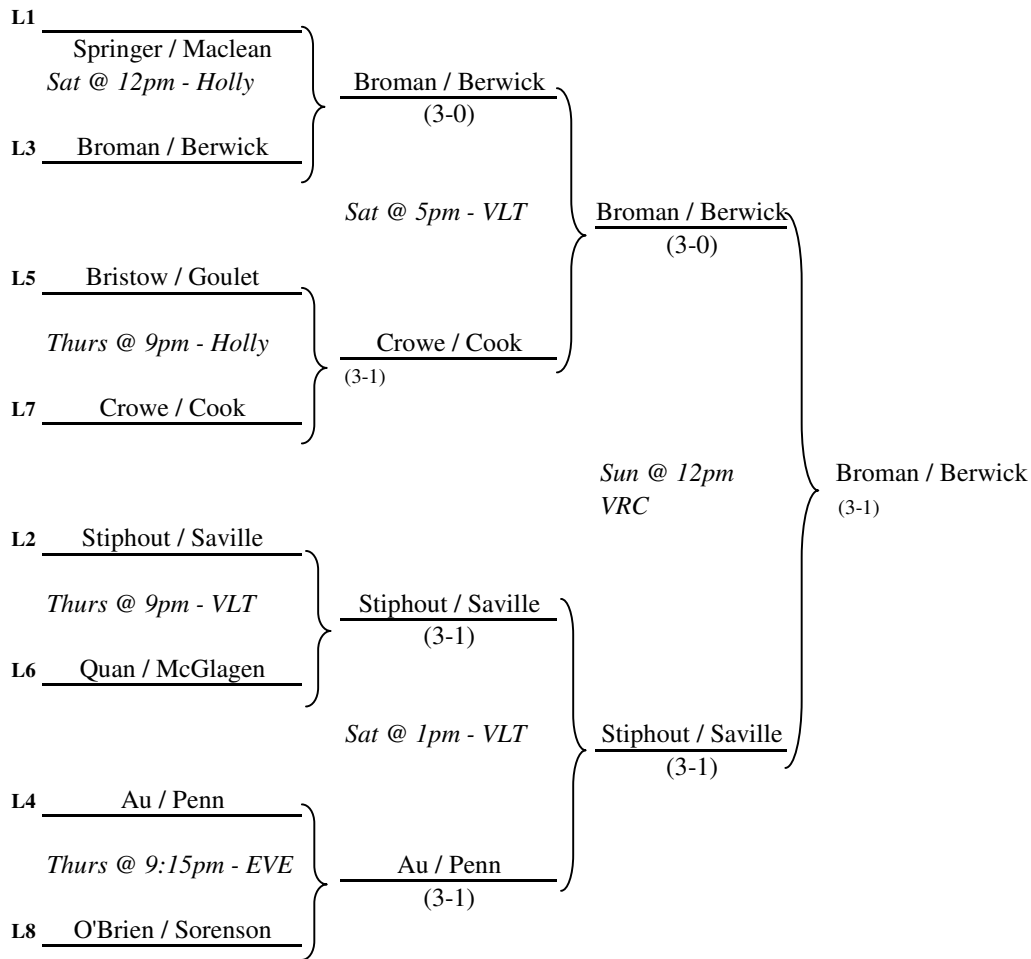 L1
Springer / Maclean
Sat @ 12pm - Holly
Broman / Berwick
(3-0)
L3 Broman / Berwick
Sat @ 5pm - VLT
Broman / Berwick
(3-0)
L5 Bristow / Goulet
Thurs @ 9pm - Holly
Crowe / Cook
(3-1)
L7 Crowe / Cook
Sun @ 12pm
VRC
Broman / Berwick
(3-1)
L2 Stiphout / Saville
Thurs @ 9pm - VLT
Stiphout / Saville
(3-1)
L6 Quan / McGlagen
Sat @ 1pm - VLT
Stiphout / Saville
(3-1)
L4 Au / Penn
Thurs @ 9:15pm - EVE
Au / Penn
(3-1)
L8 O'Brien / Sorenson